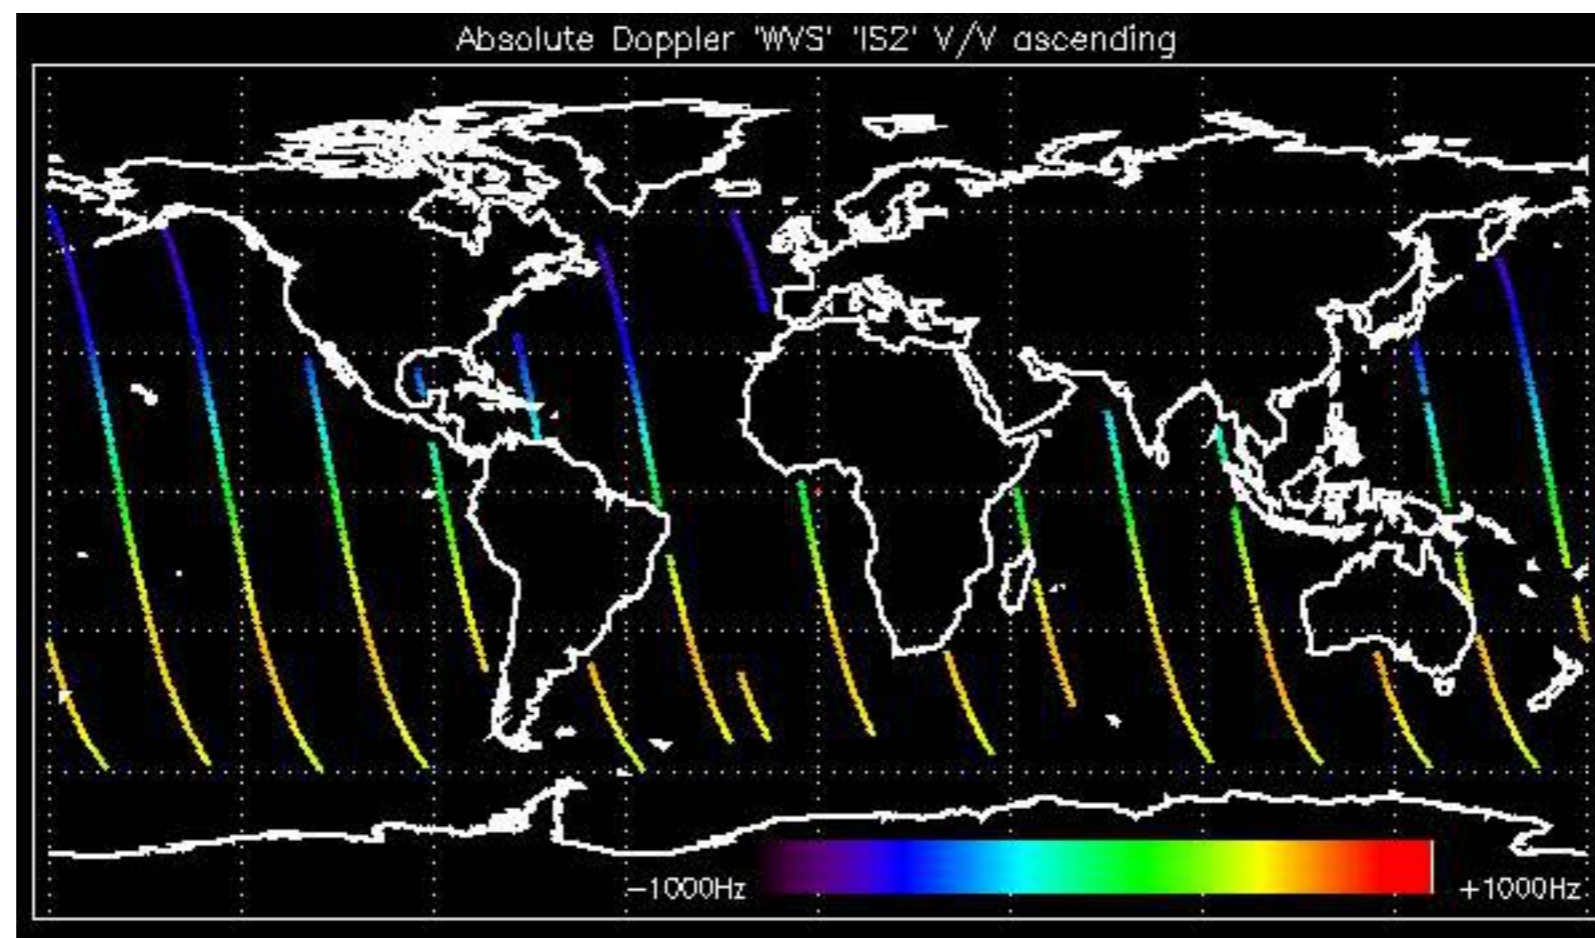 Absolute Doppler 'WVS' 'IS2' V/V ascending
−1000Hz
+1000Hz